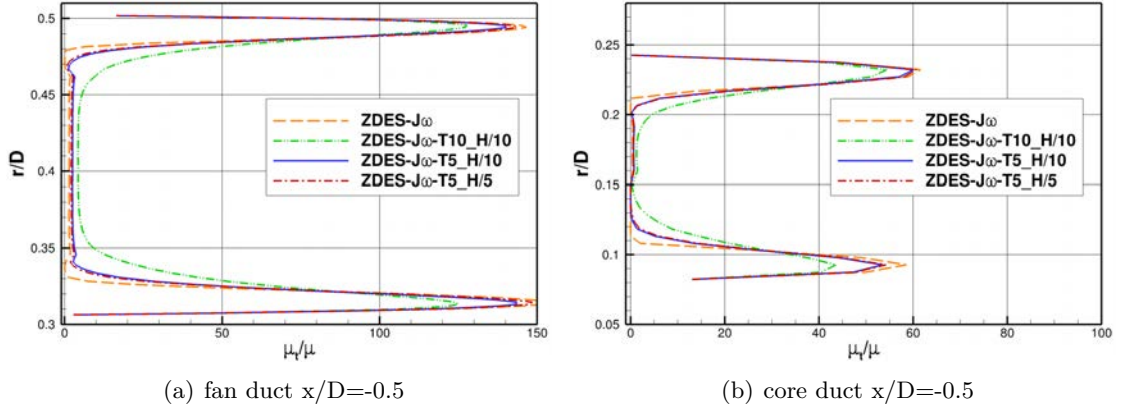 r/D
0.5
0.45
0.4
0.35
0.3
0
50
100
150
μt/μ
ZDES-Jω
ZDES-Jω-T10_H/10
ZDES-Jω-T5_H/10
ZDES-Jω-T5_H/5
(a) fan duct x/D=-0.5
r/D
0.25
0.2
0.15
0.1
0.05
0
20
40
60
80
100
μt/μ
ZDES-Jω
ZDES-Jω-T10_H/10
ZDES-Jω-T5_H/10
ZDES-Jω-T5_H/5
(b) core duct x/D=-0.5